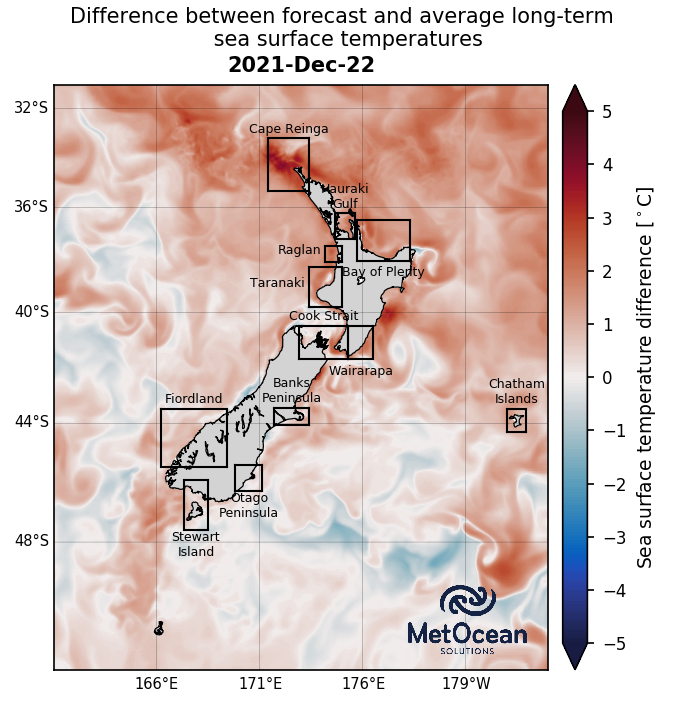 Difference between forecast and average long-term
sea surface temperatures
2021-Dec-22
32°S
36°S
40°S
44°S
48°S
Cape Reinga
Hauraki
Gulf
Raglan
Bay of Plenty
Taranaki
Cook Strait
Wairarapa
Banks
Peninsula
Fiordland
Chatham
Islands
Otago
Peninsula
Stewart
Island
MetOcean
SOLUTIONS
166°E
171°E
176°E
179°W
5
4
3
2
1
0
−1
−2
−3
−4
−5
Sea surface temperature difference [°C]